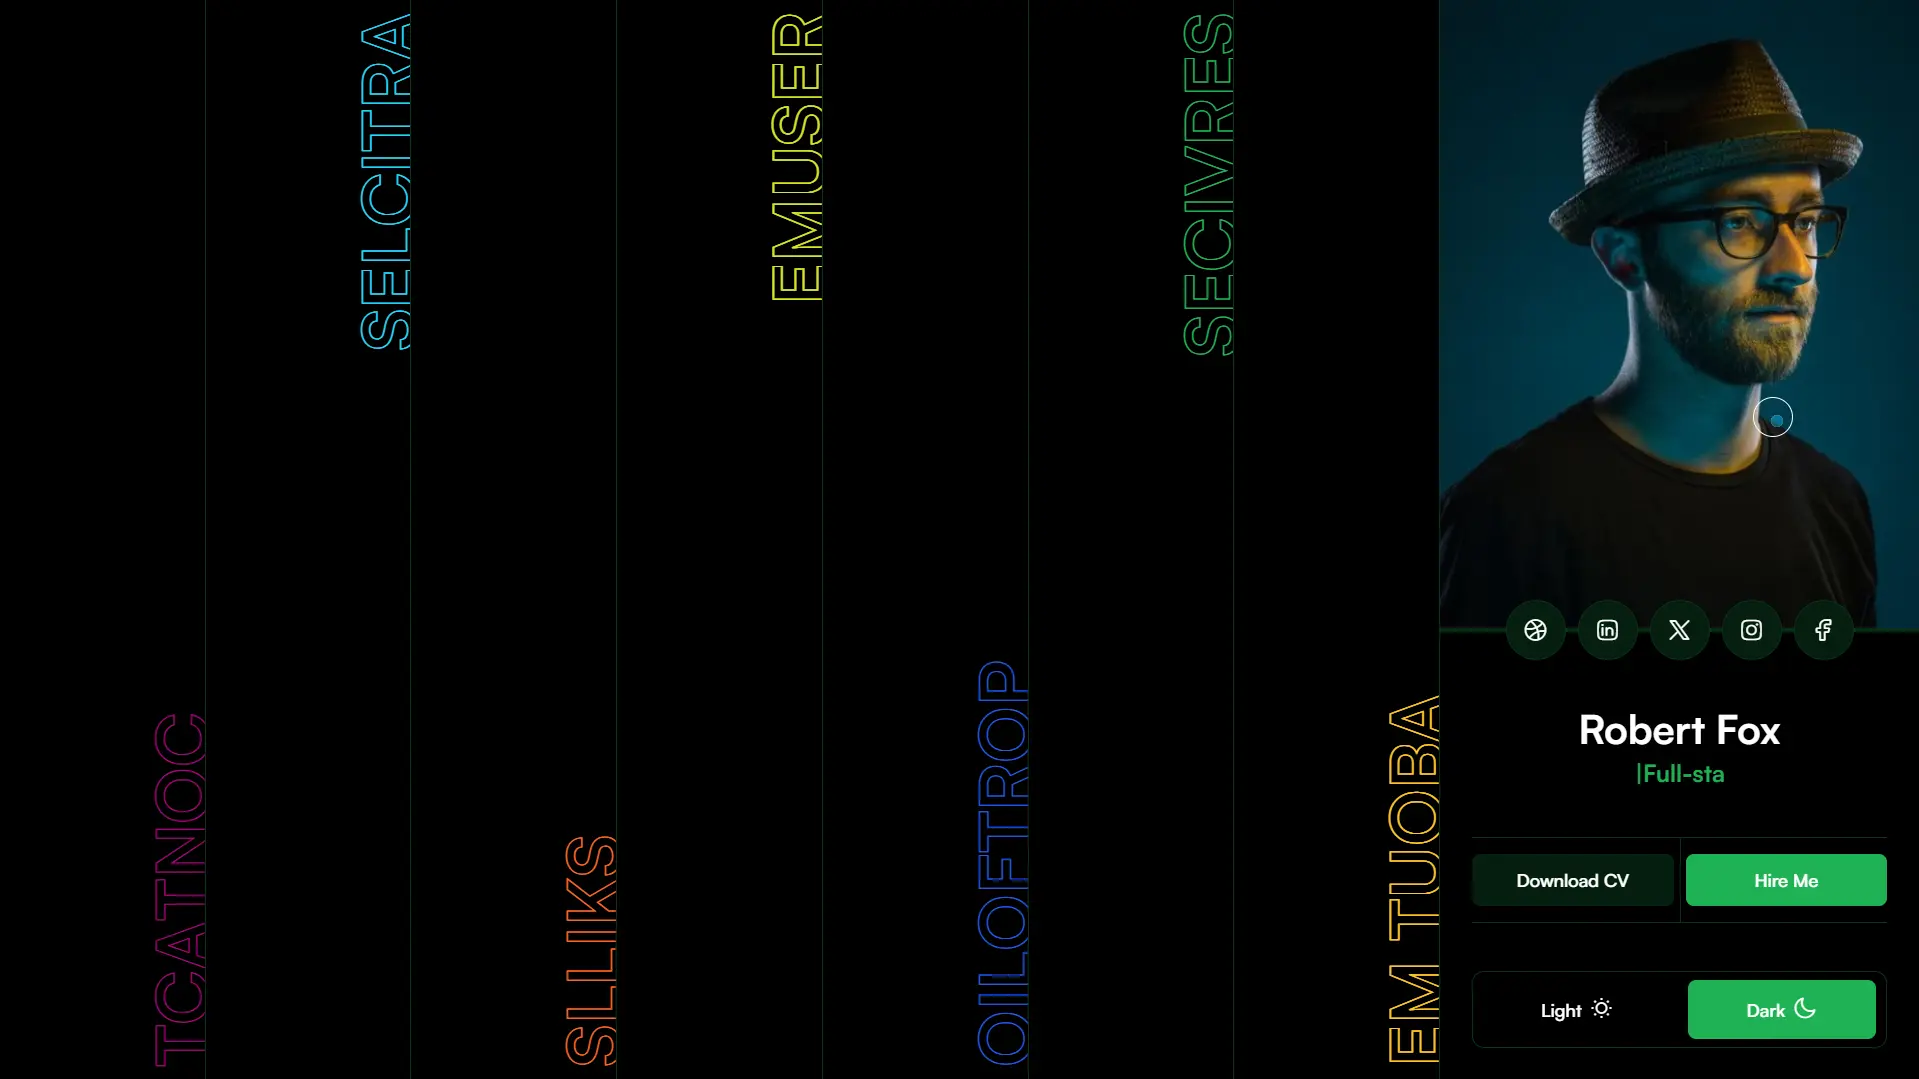 TCATNOC
SELCITRA
SLLIKS
EMUSER
OILOFTROP
SECIVRES
EM TUOBA
Robert Fox
|Full-sta
Download CV
Hire Me
Light
Dark